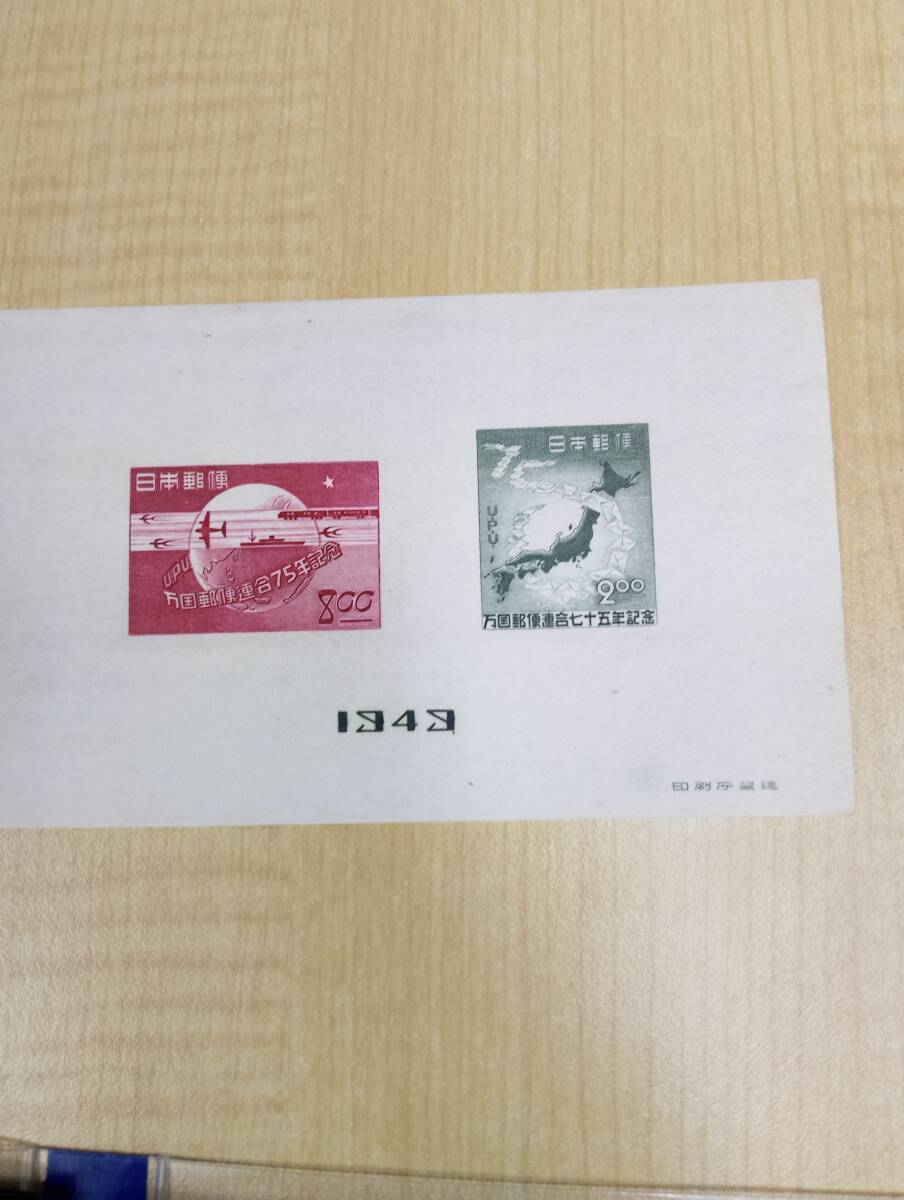 日本郵便
UPU
万国郵便連合75年記念
8.00
日本郵便
75
UPU
2.00
万国郵便連合七十五年記念
1949
印刷庁製造